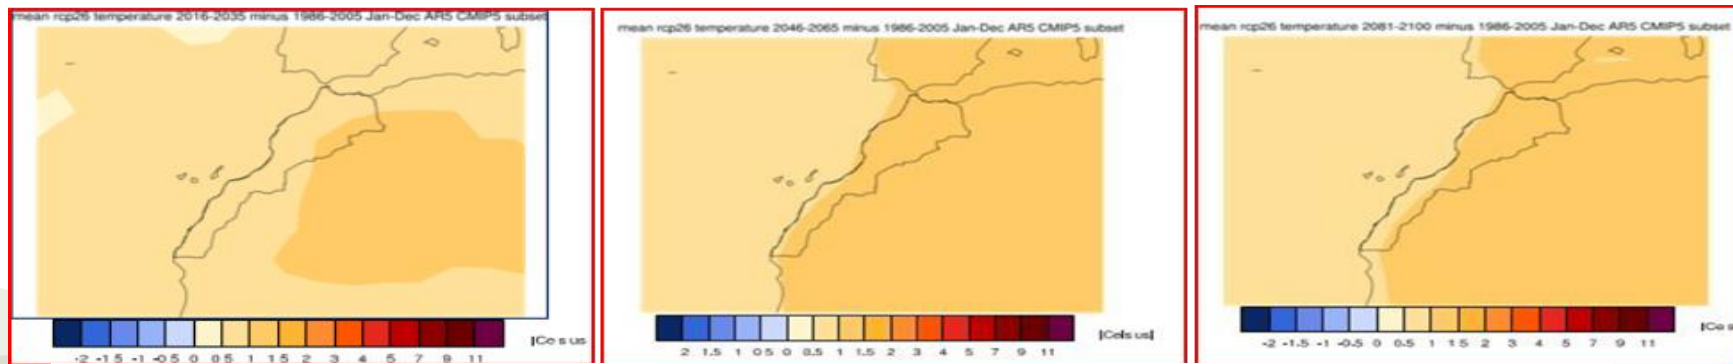 mean rcp26 temperature 2016-2035 minus 1986-2005 Jan-Dec AR5 CMIP5 subset
-2 -1 5 -1 -0 5 0 0 5 1 1 5 2 3 4 5 7 9 11
[Ce s us
mean rcp26 temperature 2046-2065 minus 1986-2005 Jan-Dec AR5 CMIP5 subset
2 1.5 1 0 5 0 0.5 1 1.5 2 3 4 5 7 9 11
[Cels us]
mean rcp26 temperature 2081-2100 minus 1986-2005 Jan-Dec AR5 CMIP5 subset
-2 -1.5 -1 -0.5 0 0.5 1 1 5 2 3 4 5 7 9 11
[Ce s